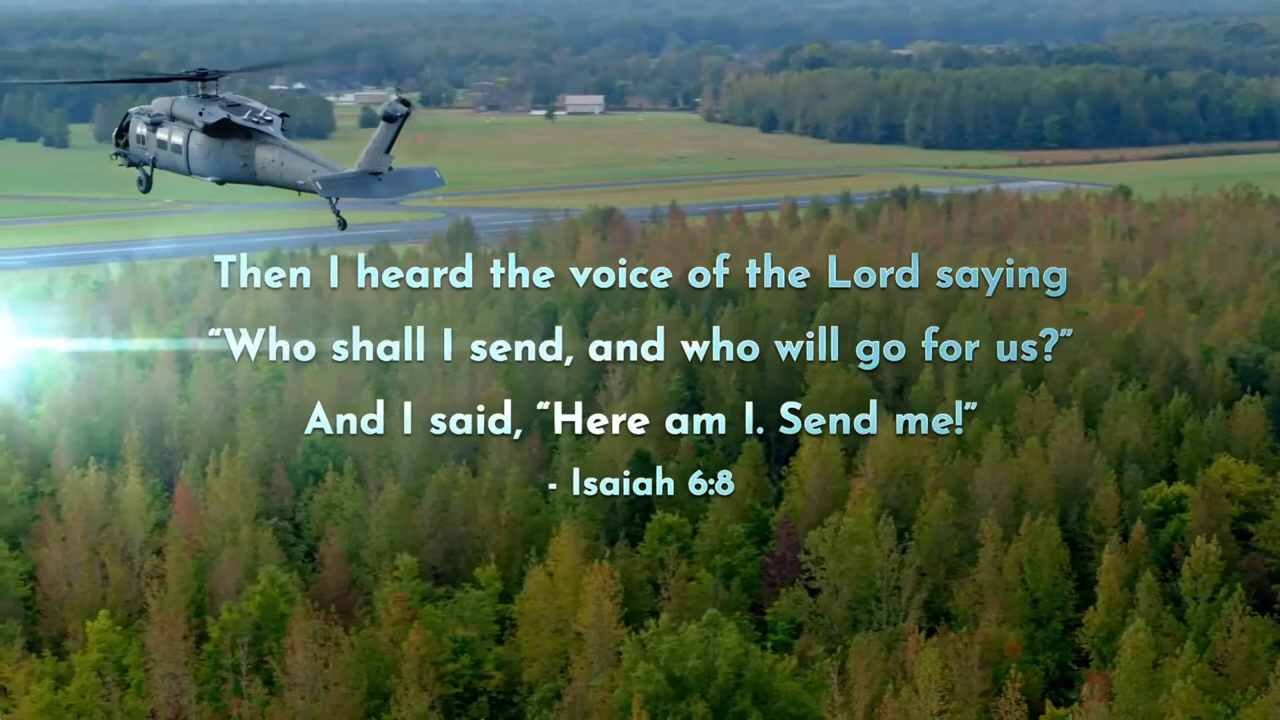 Then I heard the voice of the Lord saying
“Who shall I send, and who will go for us?”
And I said, “Here am I. Send me!”
- Isaiah 6:8